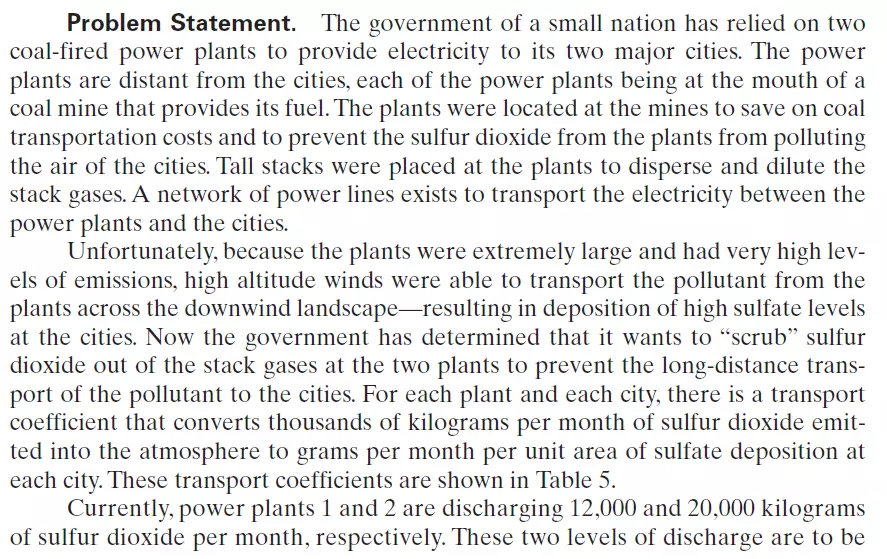 Problem Statement. The government of a small nation has relied on two
coal-fired power plants to provide electricity to its two major cities. The power
plants are distant from the cities, each of the power plants being at the mouth of a
coal mine that provides its fuel. The plants were located at the mines to save on coal
transportation costs and to prevent the sulfur dioxide from the plants from polluting
the air of the cities. Tall stacks were placed at the plants to disperse and dilute the
stack gases. A network of power lines exists to transport the electricity between the
power plants and the cities.
Unfortunately, because the plants were extremely large and had very high lev-
els of emissions, high altitude winds were able to transport the pollutant from the
plants across the downwind landscape—resulting in deposition of high sulfate levels
at the cities. Now the government has determined that it wants to “scrub” sulfur
dioxide out of the stack gases at the two plants to prevent the long-distance trans-
port of the pollutant to the cities. For each plant and each city, there is a transport
coefficient that converts thousands of kilograms per month of sulfur dioxide emit-
ted into the atmosphere to grams per month per unit area of sulfate deposition at
each city. These transport coefficients are shown in Table 5.
Currently, power plants 1 and 2 are discharging 12,000 and 20,000 kilograms
of sulfur dioxide per month, respectively. These two levels of discharge are to be